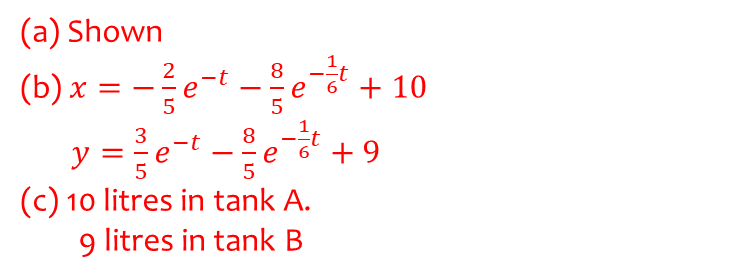 (a) Shown
(b) x = −2/5 e^(−t) − 8/5 e^(−1/6 t) + 10
y = 3/5 e^(−t) − 8/5 e^(−1/6 t) + 9
(c) 10 litres in tank A.
9 litres in tank B